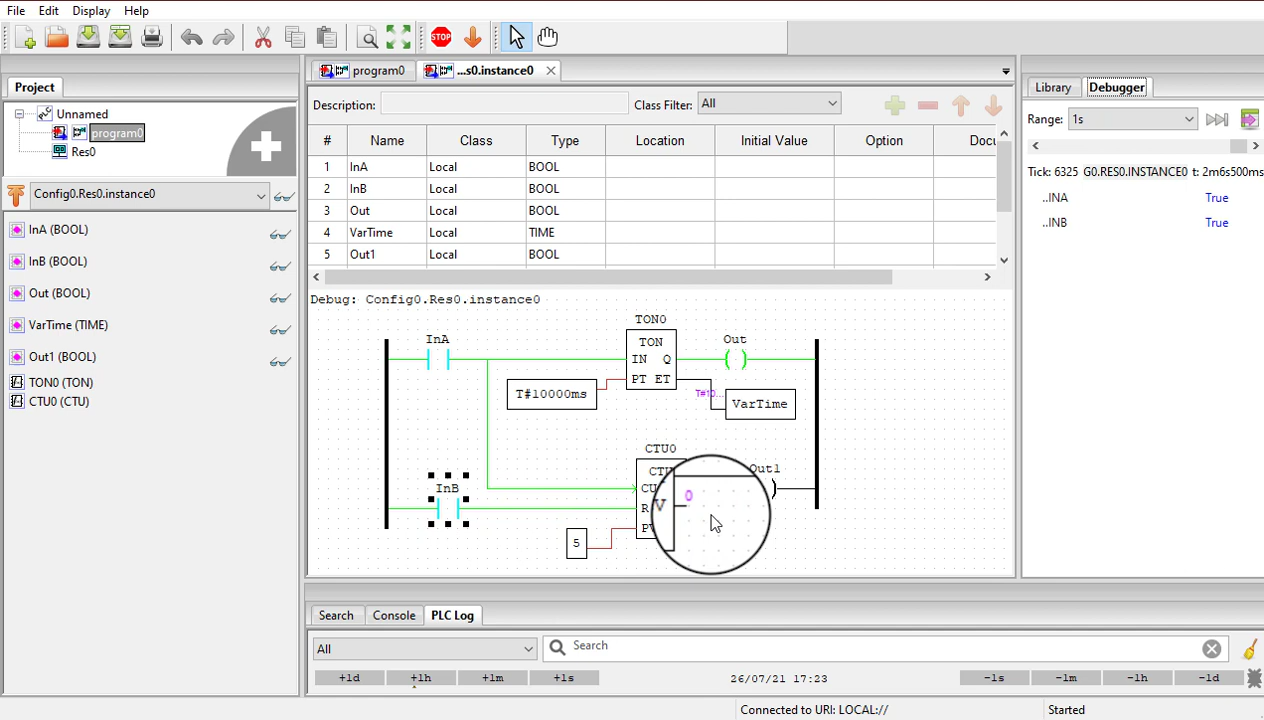 File Edit Display Help
Project
program0
...s0.instance0
Library
Debugger
Unnamed
program0
Res0
Description:
Class Filter:
All
Range:
1s
# Name Class Type Location Initial Value Option Docu
1 InA Local BOOL
2 InB Local BOOL
3 Out Local BOOL
4 VarTime Local TIME
5 Out1 Local BOOL
Tick: 6325 G0.RES0.INSTANCE0 t: 2m6s500ms
..INA True
..INB True
Config0.Res0.instance0
InA (BOOL)
InB (BOOL)
Out (BOOL)
VarTime (TIME)
Out1 (BOOL)
TON0 (TON)
CTU0 (CTU)
Debug: Config0.Res0.instance0
TON0
InA
TON
Out
IN Q
PT ET
T#10000ms
T#10...
VarTime
CTU0
CTU
Out1
InB
CU
V
0
R
PV
5
STOP
Search Console PLC Log
All
Search
+1d +1h +1m +1s
26/07/21 17:23
-1s -1m -1h -1d
Connected to URI: LOCAL://
Started